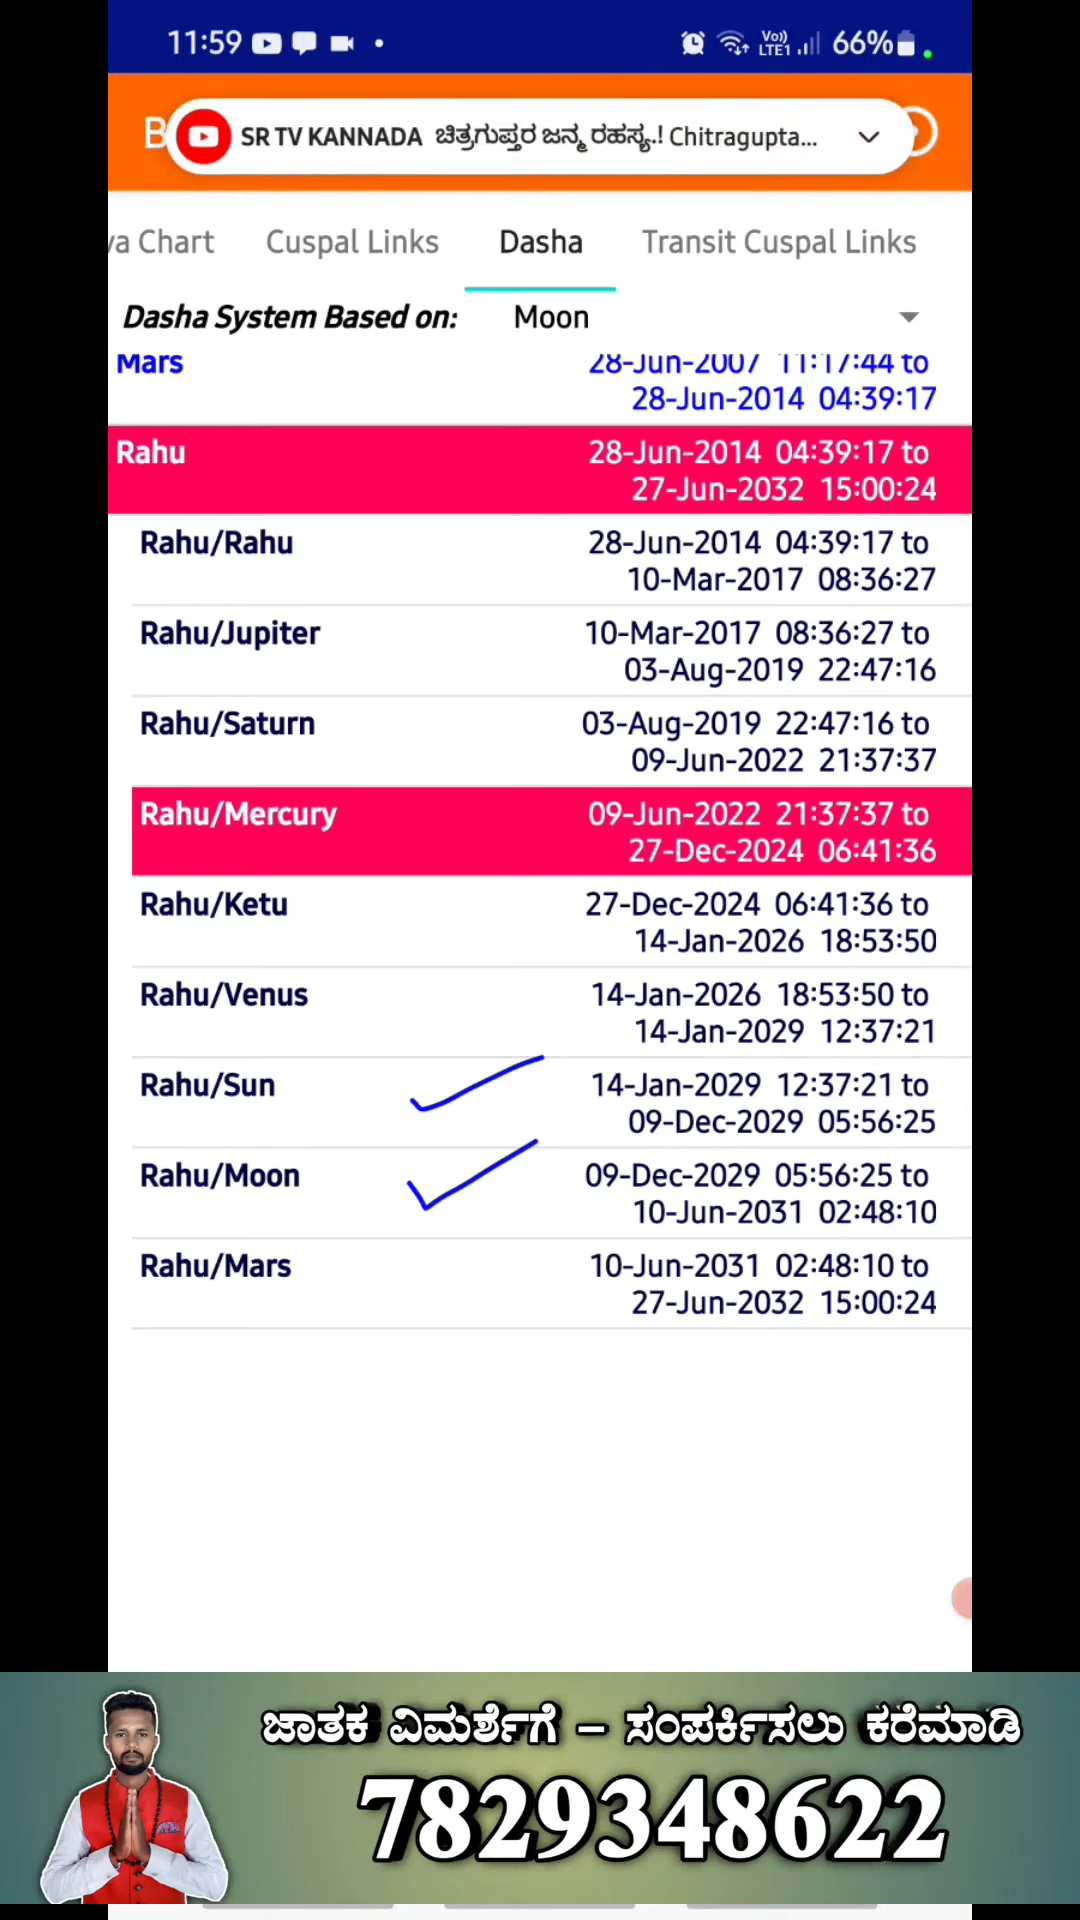 11:59 Vo)) LTE1 66%
B SR TV KANNADA ಚಿತ್ರಗುಪ್ತರ ಜನ್ಮ ರಹಸ್ಯ.! Chitragupta...
va Chart Cuspal Links Dasha Transit Cuspal Links
Dasha System Based on: Moon
Mars 28-Jun-2007 11:17:44 to
28-Jun-2014 04:39:17
Rahu 28-Jun-2014 04:39:17 to
27-Jun-2032 15:00:24
Rahu/Rahu 28-Jun-2014 04:39:17 to
10-Mar-2017 08:36:27
Rahu/Jupiter 10-Mar-2017 08:36:27 to
03-Aug-2019 22:47:16
Rahu/Saturn 03-Aug-2019 22:47:16 to
09-Jun-2022 21:37:37
Rahu/Mercury 09-Jun-2022 21:37:37 to
27-Dec-2024 06:41:36
Rahu/Ketu 27-Dec-2024 06:41:36 to
14-Jan-2026 18:53:50
Rahu/Venus 14-Jan-2026 18:53:50 to
14-Jan-2029 12:37:21
Rahu/Sun 14-Jan-2029 12:37:21 to
09-Dec-2029 05:56:25
Rahu/Moon 09-Dec-2029 05:56:25 to
10-Jun-2031 02:48:10
Rahu/Mars 10-Jun-2031 02:48:10 to
27-Jun-2032 15:00:24
ಜಾತಕ ವಿಮರ್ಶೆಗೆ – ಸಂಪರ್ಕಿಸಲು ಕರೆಮಾಡಿ
7829348622